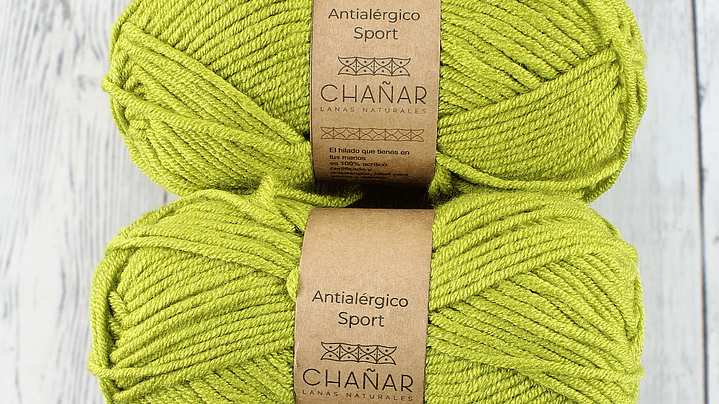 Antialérgico
Sport
CHAÑAR
LANAS NATURALES
El hilado que tienes en
tus manos
es 100% acrílico
certificado y
Antialérgico
Sport
CHAÑAR
LANAS NATURALES